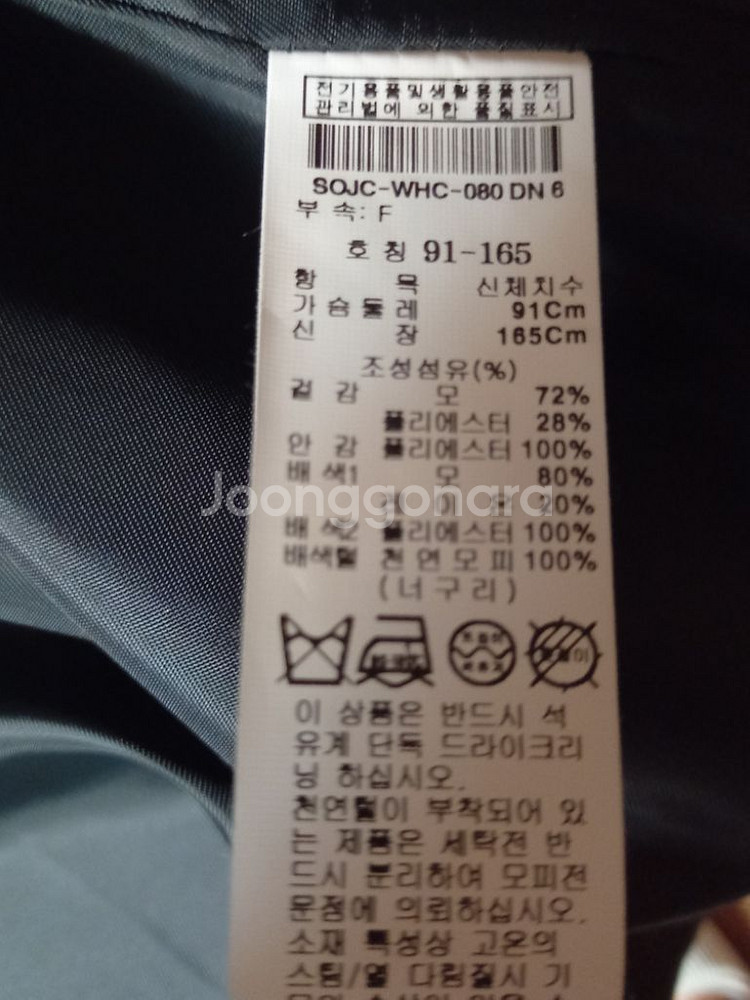 전기용품및생활용품안전
관리법에 의한 품질표시
SOJC-WHC-080 DN 6
부 속: F
호 칭 91-165
항 목 신체치수
가슴둘레 91Cm
신 장 165Cm
조성섬유(%)
겉 감 모 72%
폴리에스터 28%
안 감 폴리에스터 100%
배 색1 모 80%
20%
배 색2 폴리에스터 100%
배색털 천 연 모 피 100%
(너구리)
Joonggonara
드라이
석유계
이 상품은 반드시 석
유계 단독 드라이크리
닝 하십시오.
천연털이 부착되어 있
는 제품은 세탁전 반
드시 분리하여 모피전
문점에 의뢰하십시오.
소재 특성상 고온의
스팀/열 다림질시 기